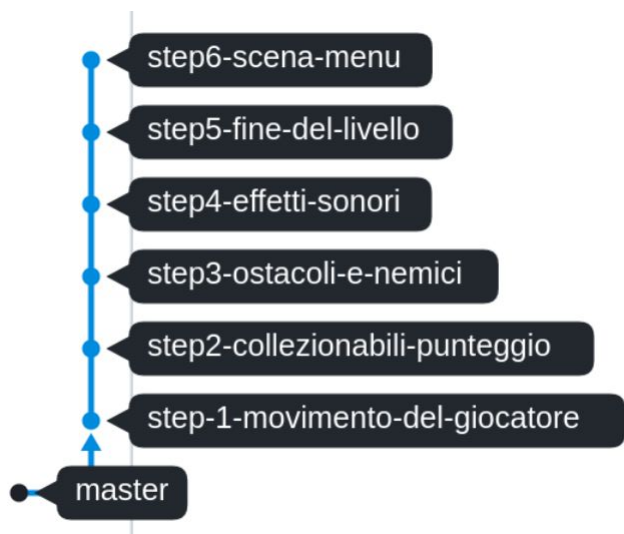 step6-scena-menu
step5-fine-del-livello
step4-effetti-sonori
step3-ostacoli-e-nemici
step2-collezionabili-punteggio
step-1-movimento-del-giocatore
master